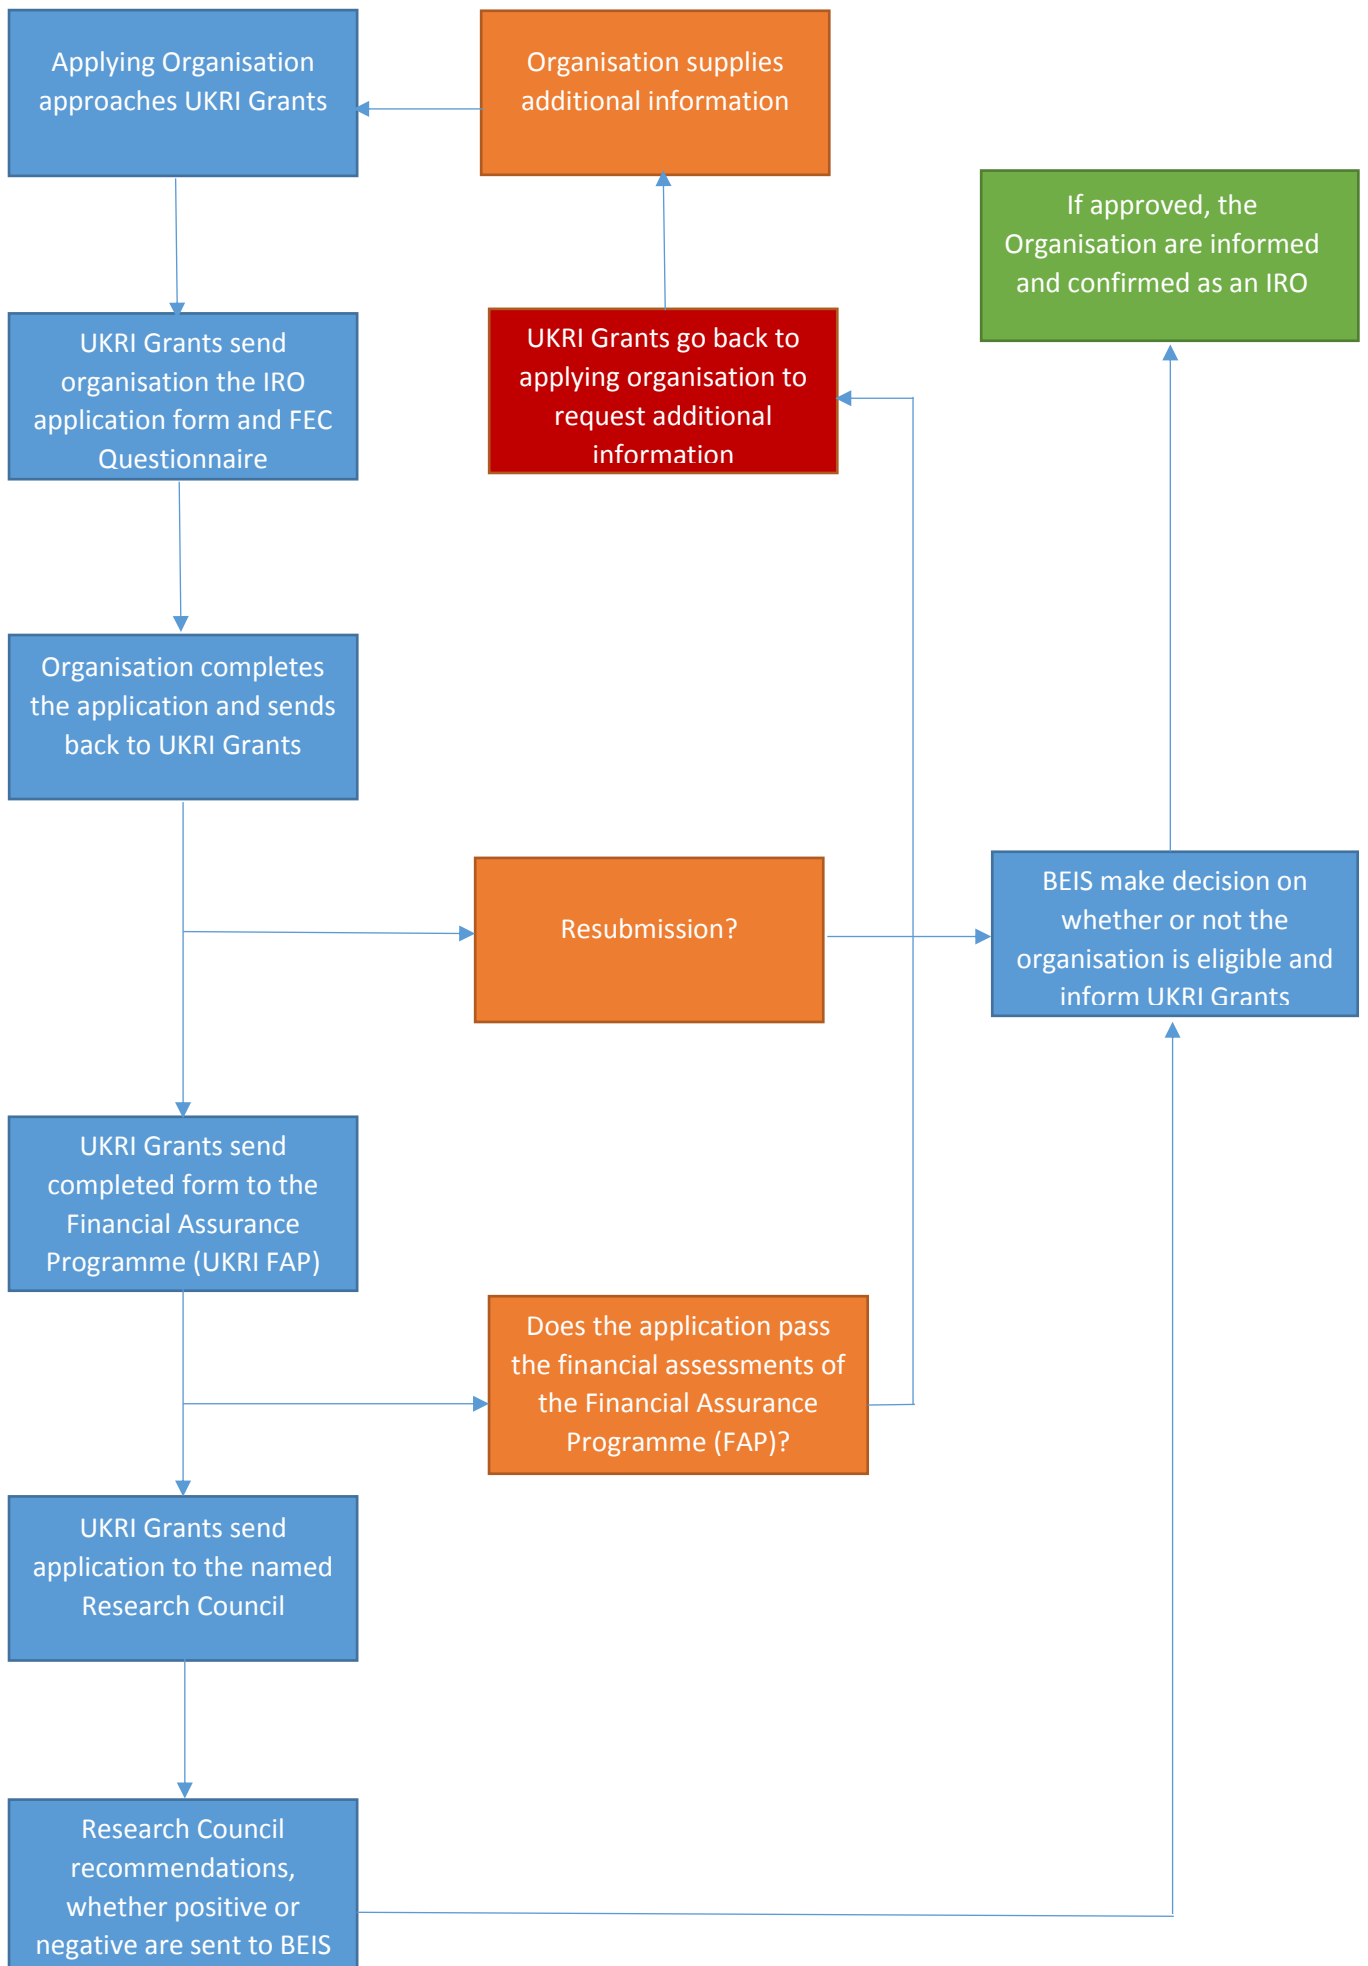 Applying Organisation
approaches UKRI Grants
Organisation supplies
additional information
If approved, the
Organisation are informed
and confirmed as an IRO
UKRI Grants send
organisation the IRO
application form and FEC
Questionnaire
UKRI Grants go back to
applying organisation to
request additional
information
Organisation completes
the application and sends
back to UKRI Grants
Resubmission?
BEIS make decision on
whether or not the
organisation is eligible and
inform UKRI Grants
UKRI Grants send
completed form to the
Financial Assurance
Programme (UKRI FAP)
Does the application pass
the financial assessments of
the Financial Assurance
Programme (FAP)?
UKRI Grants send
application to the named
Research Council
Research Council
recommendations,
whether positive or
negative are sent to BEIS